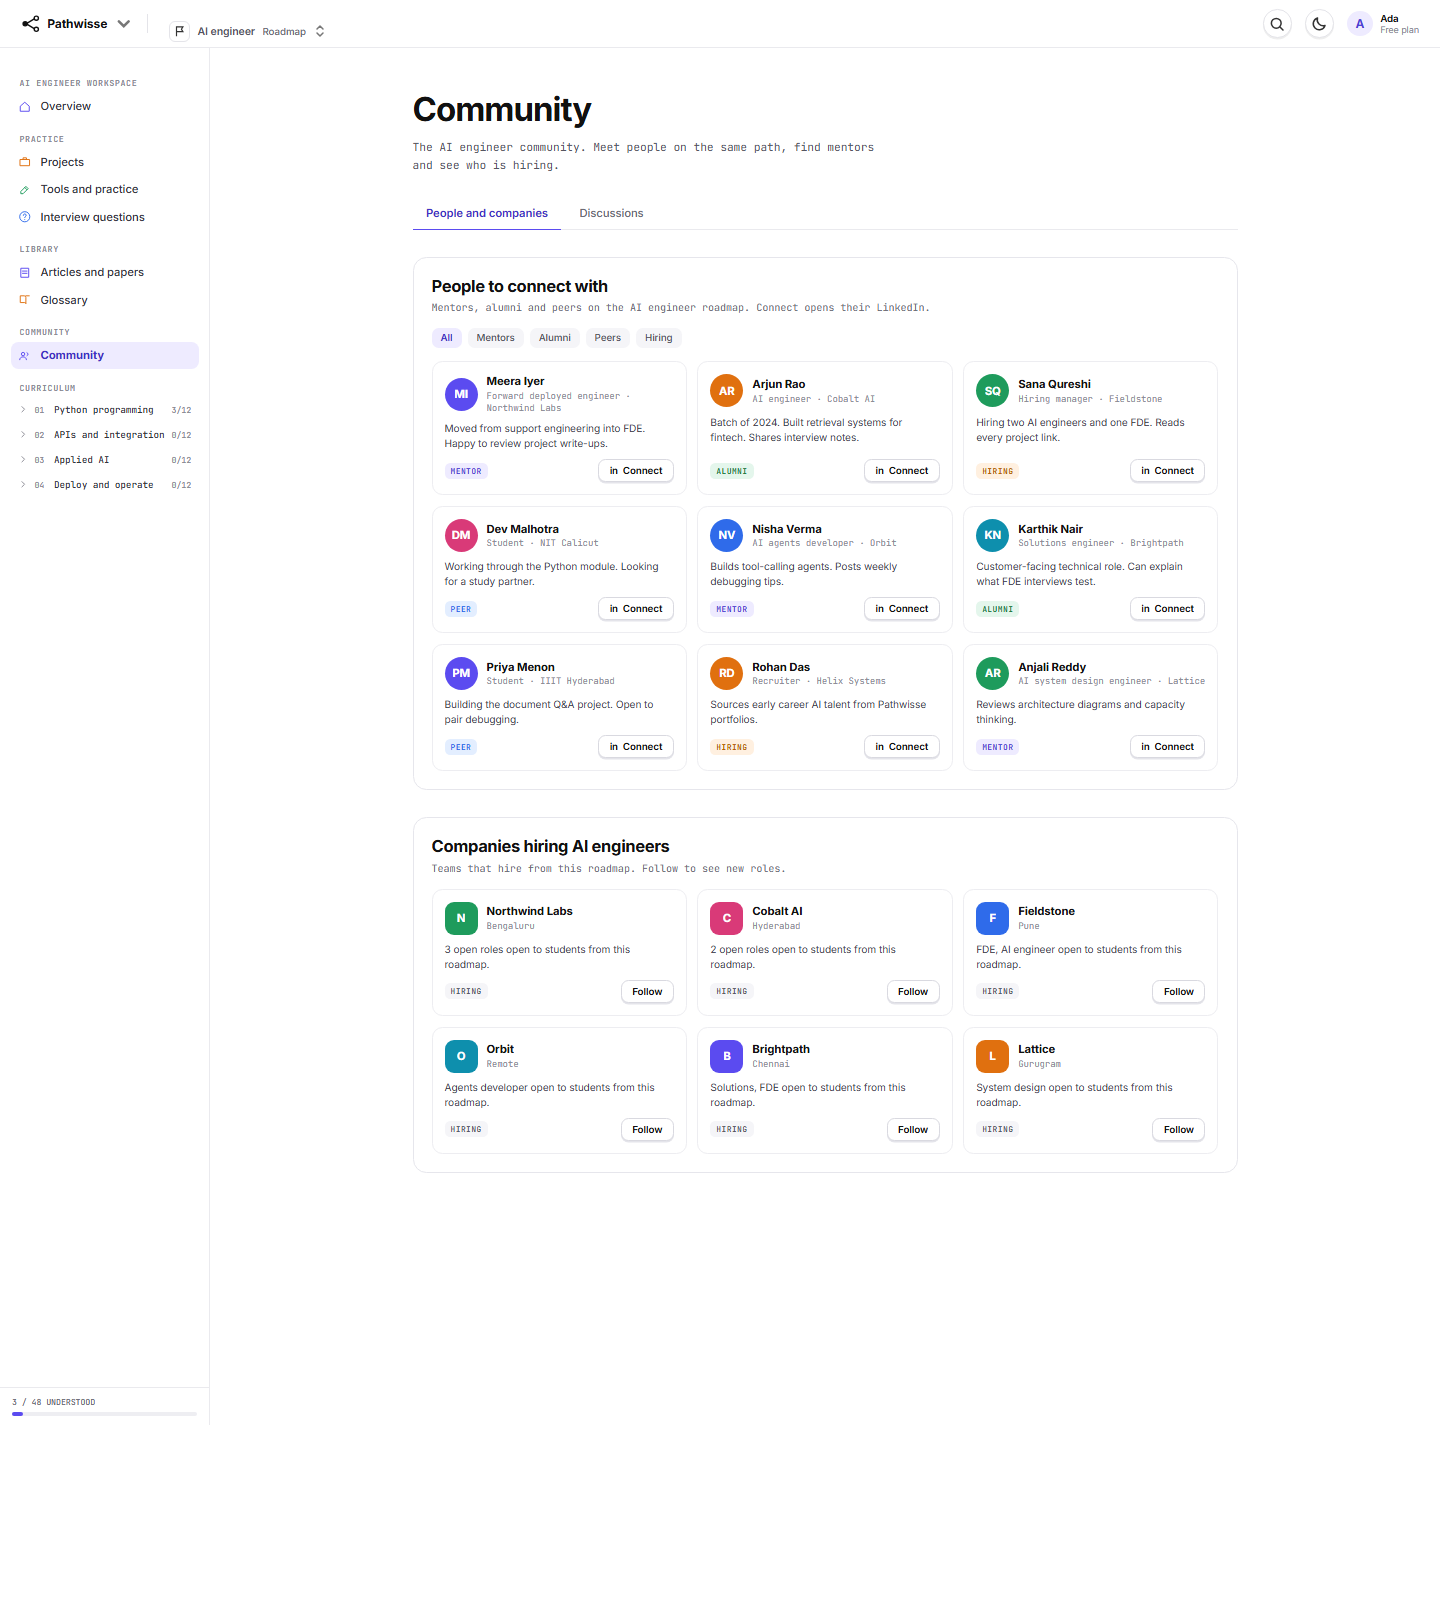 Pathwisse
AI engineer Roadmap
A
Ada
Free plan
AI ENGINEER WORKSPACE
Overview
PRACTICE
Projects
Tools and practice
Interview questions
LIBRARY
Articles and papers
Glossary
COMMUNITY
Community
CURRICULUM
01 Python programming 3/12
02 APIs and integration 0/12
03 Applied AI 0/12
04 Deploy and operate 0/12
3 / 48 UNDERSTOOD
Community
The AI engineer community. Meet people on the same path, find mentors
and see who is hiring.
People and companies
Discussions
People to connect with
Mentors, alumni and peers on the AI engineer roadmap. Connect opens their LinkedIn.
All
Mentors
Alumni
Peers
Hiring
MI
Meera Iyer
Forward deployed engineer ·
Northwind Labs
Moved from support engineering into FDE.
Happy to review project write-ups.
MENTOR
in Connect
AR
Arjun Rao
AI engineer · Cobalt AI
Batch of 2024. Built retrieval systems for
fintech. Shares interview notes.
ALUMNI
in Connect
SQ
Sana Qureshi
Hiring manager · Fieldstone
Hiring two AI engineers and one FDE. Reads
every project link.
HIRING
in Connect
DM
Dev Malhotra
Student · NIT Calicut
Working through the Python module. Looking
for a study partner.
PEER
in Connect
NV
Nisha Verma
AI agents developer · Orbit
Builds tool-calling agents. Posts weekly
debugging tips.
MENTOR
in Connect
KN
Karthik Nair
Solutions engineer · Brightpath
Customer-facing technical role. Can explain
what FDE interviews test.
ALUMNI
in Connect
PM
Priya Menon
Student · IIIT Hyderabad
Building the document Q&A project. Open to
pair debugging.
PEER
in Connect
RD
Rohan Das
Recruiter · Helix Systems
Sources early career AI talent from Pathwisse
portfolios.
HIRING
in Connect
AR
Anjali Reddy
AI system design engineer · Lattice
Reviews architecture diagrams and capacity
thinking.
MENTOR
in Connect
Companies hiring AI engineers
Teams that hire from this roadmap. Follow to see new roles.
N
Northwind Labs
Bengaluru
3 open roles open to students from this
roadmap.
HIRING
Follow
C
Cobalt AI
Hyderabad
2 open roles open to students from this
roadmap.
HIRING
Follow
F
Fieldstone
Pune
FDE, AI engineer open to students from this
roadmap.
HIRING
Follow
O
Orbit
Remote
Agents developer open to students from this
roadmap.
HIRING
Follow
B
Brightpath
Chennai
Solutions, FDE open to students from this
roadmap.
HIRING
Follow
L
Lattice
Gurugram
System design open to students from this
roadmap.
HIRING
Follow